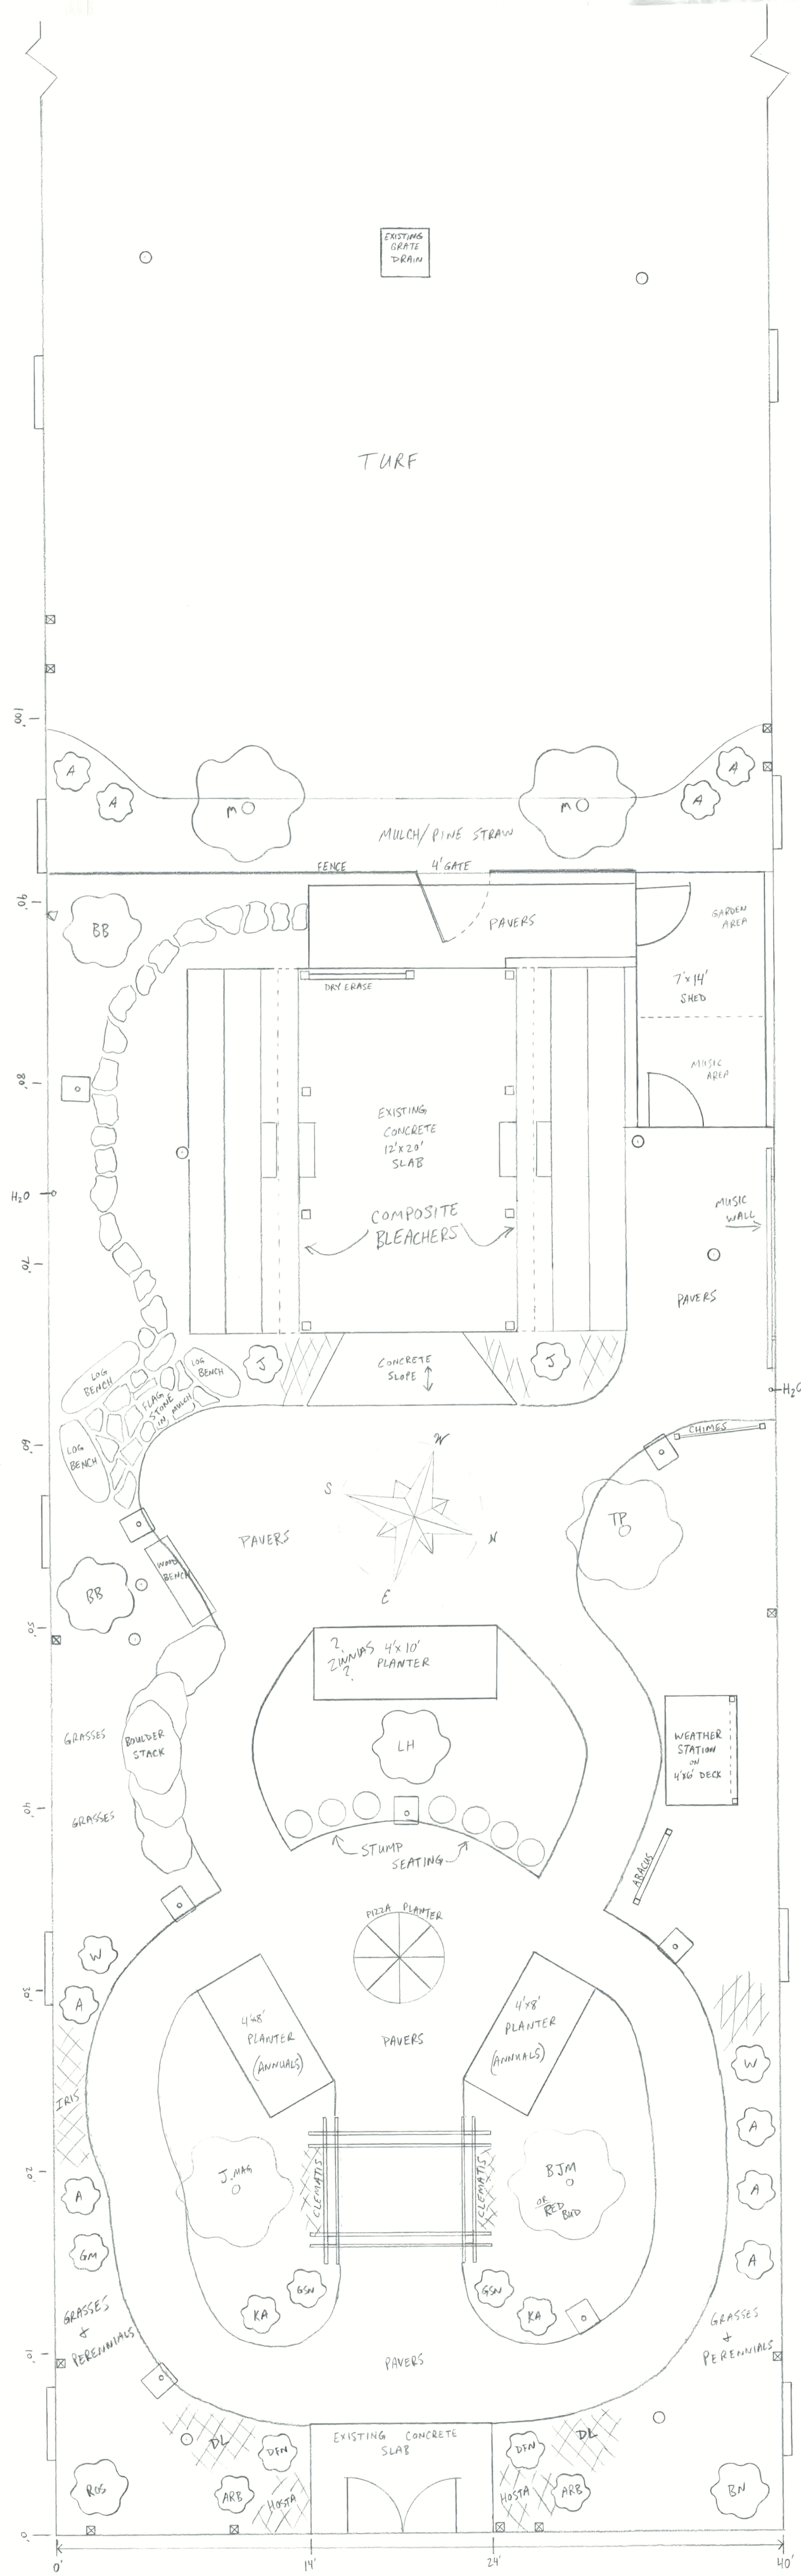 EXISTING
GRATE
DRAIN
TURF
100'
A
A
A
A
M
M
MULCH/PINE STRAW
FENCE
4' GATE
90'
BB
PAVERS
GARDEN
AREA
DRY ERASE
7'x14'
SHED
80'
MUSIC
AREA
EXISTING
CONCRETE
12'x20'
SLAB
H₂O
COMPOSITE
BLEACHERS
MUSIC
WALL
70'
PAVERS
LOG
BENCH
LOG
BENCH
J
CONCRETE
SLOPE
J
FLAG
STONE
IN MULCH
H₂O
LOG
BENCH
60'
CHIMES
W
S
N
E
TP
PAVERS
WOOD
BENCH
BB
50'
?
ZINNIAS
?
4'x10'
PLANTER
GRASSES
BOULDER
STACK
LH
WEATHER
STATION
ON
4'x6' DECK
GRASSES
40'
STUMP
SEATING
ABACUS
PIZZA PLANTER
W
A
30'
4'x8'
PLANTER
(ANNUALS)
PAVERS
4'x8'
PLANTER
(ANNUALS)
W
IRIS
A
20'
J.MAG
CLEMATIS
CLEMATIS
BJM
OR
RED
BUD
A
A
GM
A
KA
GSN
GSN
KA
GRASSES
+
PERENNIALS
GRASSES
+
PERENNIALS
10'
PAVERS
EXISTING CONCRETE
SLAB
DL
DFN
DFN
DL
ROS
ARB
HOSTA
HOSTA
ARB
BN
0'
0'
14'
24'
40'